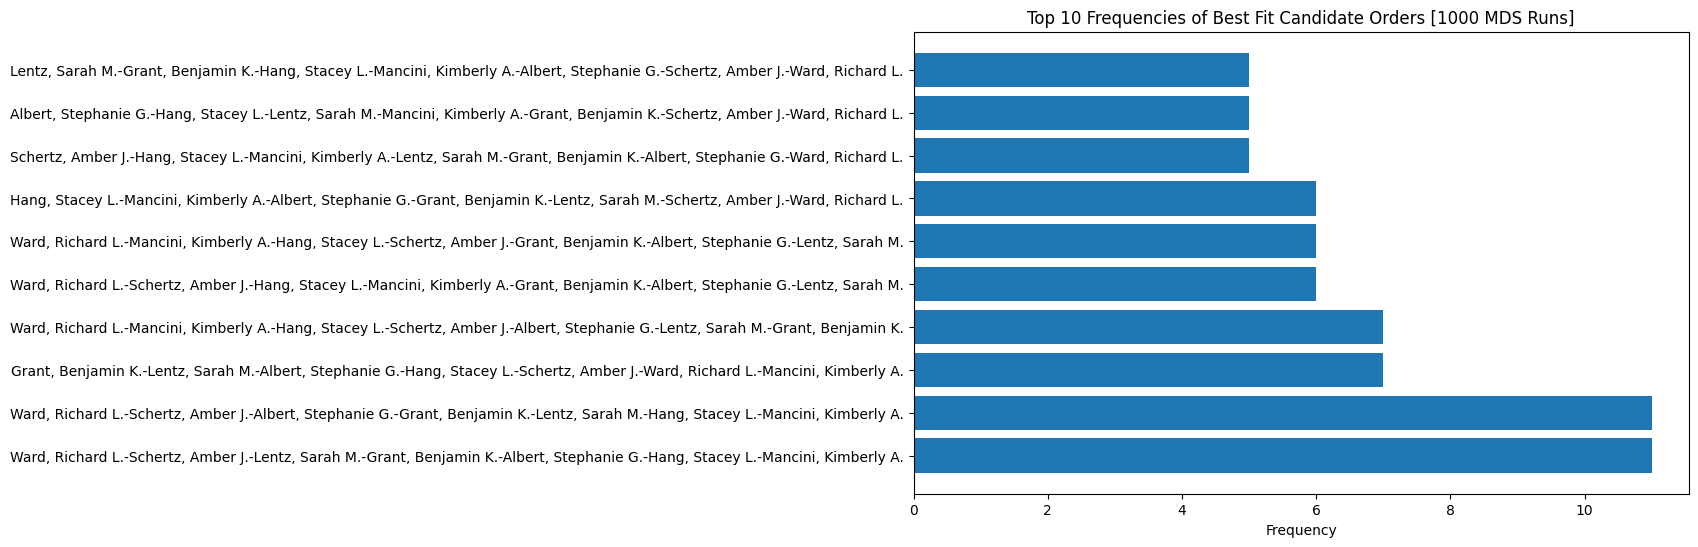 Top 10 Frequencies of Best Fit Candidate Orders [1000 MDS Runs]
Lentz, Sarah M.-Grant, Benjamin K.-Hang, Stacey L.-Mancini, Kimberly A.-Albert, Stephanie G.-Schertz, Amber J.-Ward, Richard L.
Albert, Stephanie G.-Hang, Stacey L.-Lentz, Sarah M.-Mancini, Kimberly A.-Grant, Benjamin K.-Schertz, Amber J.-Ward, Richard L.
Schertz, Amber J.-Hang, Stacey L.-Mancini, Kimberly A.-Lentz, Sarah M.-Grant, Benjamin K.-Albert, Stephanie G.-Ward, Richard L.
Hang, Stacey L.-Mancini, Kimberly A.-Albert, Stephanie G.-Grant, Benjamin K.-Lentz, Sarah M.-Schertz, Amber J.-Ward, Richard L.
Ward, Richard L.-Mancini, Kimberly A.-Hang, Stacey L.-Schertz, Amber J.-Grant, Benjamin K.-Albert, Stephanie G.-Lentz, Sarah M.
Ward, Richard L.-Schertz, Amber J.-Hang, Stacey L.-Mancini, Kimberly A.-Grant, Benjamin K.-Albert, Stephanie G.-Lentz, Sarah M.
Ward, Richard L.-Mancini, Kimberly A.-Hang, Stacey L.-Schertz, Amber J.-Albert, Stephanie G.-Lentz, Sarah M.-Grant, Benjamin K.
Grant, Benjamin K.-Lentz, Sarah M.-Albert, Stephanie G.-Hang, Stacey L.-Schertz, Amber J.-Ward, Richard L.-Mancini, Kimberly A.
Ward, Richard L.-Schertz, Amber J.-Albert, Stephanie G.-Grant, Benjamin K.-Lentz, Sarah M.-Hang, Stacey L.-Mancini, Kimberly A.
Ward, Richard L.-Schertz, Amber J.-Lentz, Sarah M.-Grant, Benjamin K.-Albert, Stephanie G.-Hang, Stacey L.-Mancini, Kimberly A.
0 2 4 6 8 10
Frequency